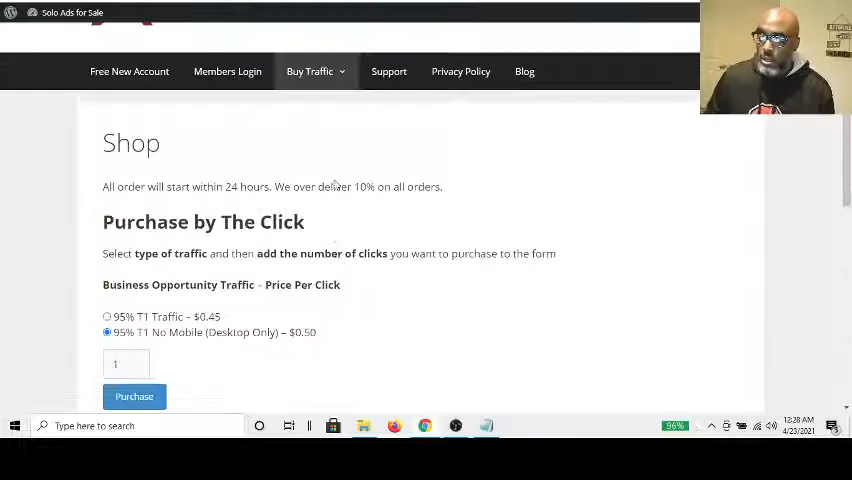 Solo Ads for Sale
Free New Account Members Login Buy Traffic Support Privacy Policy Blog
Shop
All order will start within 24 hours. We over deliver 10% on all orders.
Purchase by The Click
Select type of traffic and then add the number of clicks you want to purchase to the form
Business Opportunity Traffic – Price Per Click
95% T1 Traffic – $0.45
95% T1 No Mobile (Desktop Only) – $0.50
1
Purchase
Type here to search
96%
12:28 AM
4/23/2021